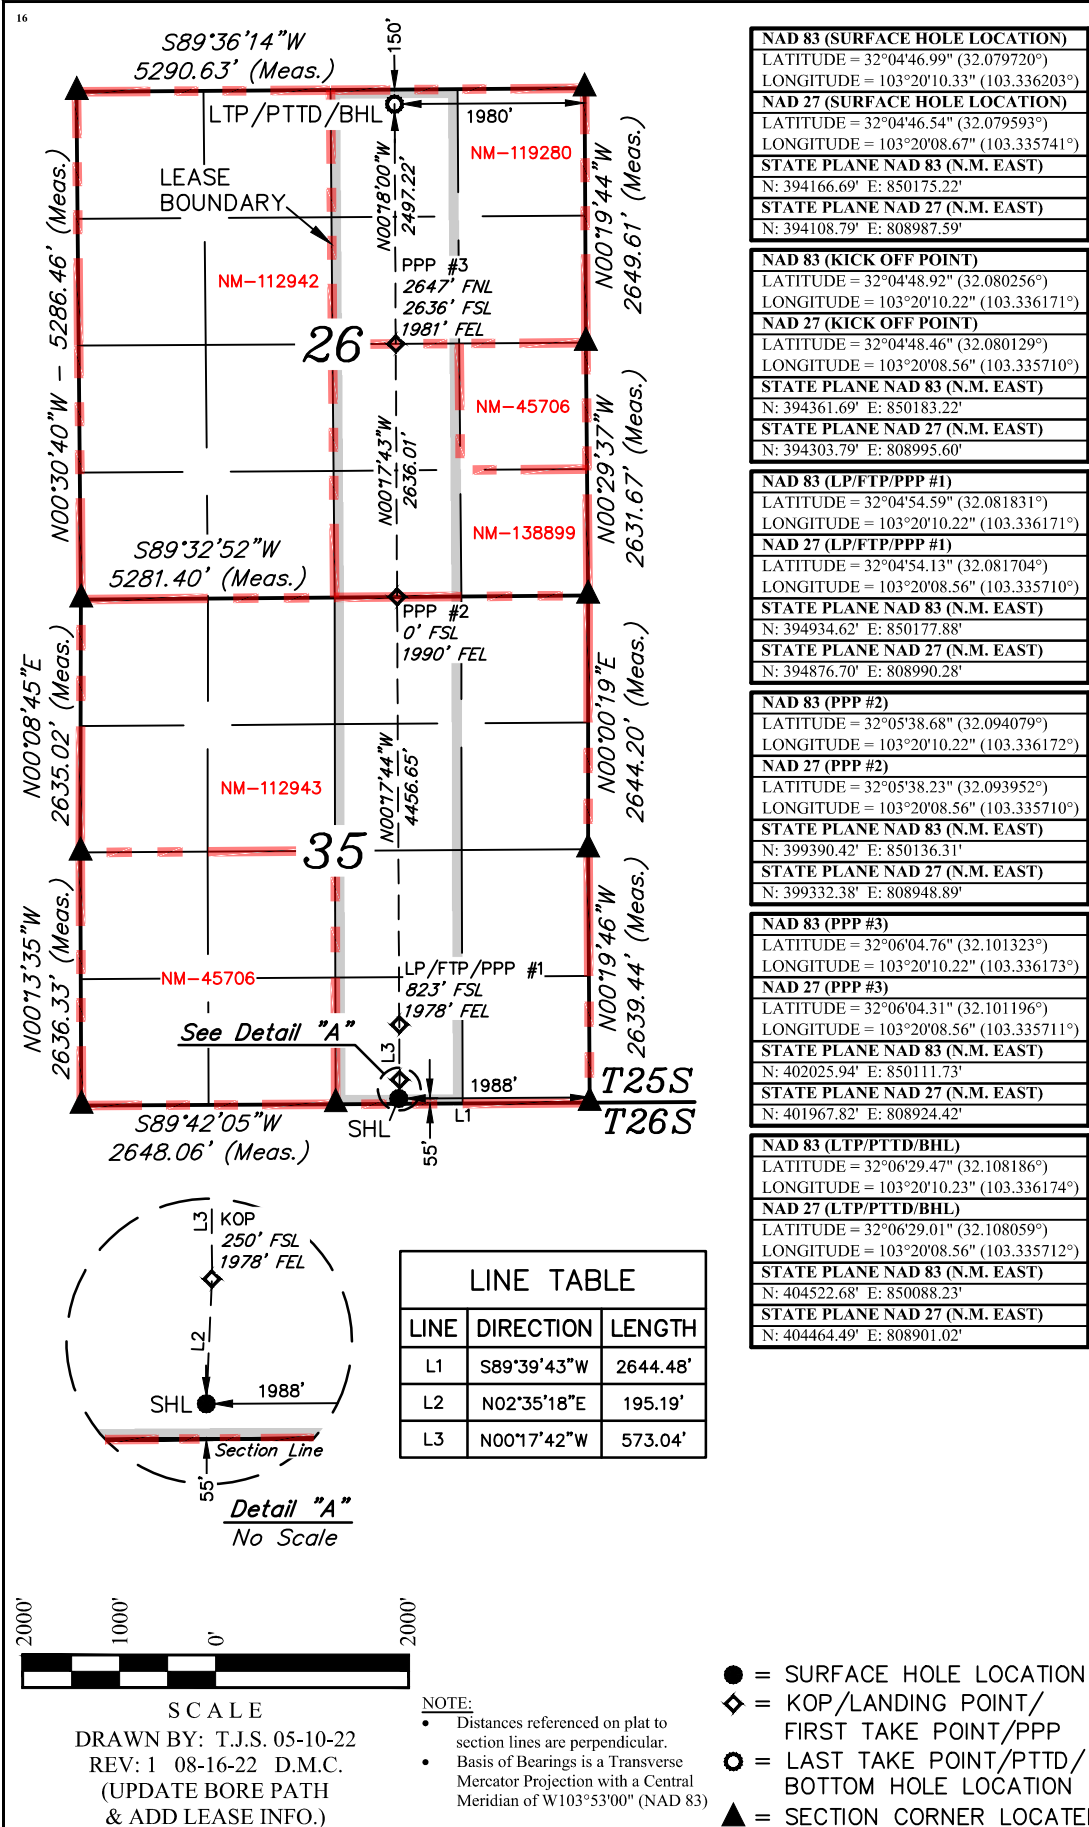 16
S89°36'14"W
5290.63' (Meas.)
150'
LTP/PTTD/BHL
1980'
NM-119280
LEASE
BOUNDARY
N00°18'00"W
2497.22'
N00°19'44"W
2649.61' (Meas.)
N00°30'40"W - 5286.46' (Meas.)
NM-112942
PPP #3
2647' FNL
2636' FSL
1981' FEL
26
NM-45706
N00°17'43"W
2636.01'
N00°29'37"W
2631.67' (Meas.)
NM-138899
S89°32'52"W
5281.40' (Meas.)
PPP #2
0' FSL
1990' FEL
N00°08'45"E
2635.02' (Meas.)
N00°00'19"E
2644.20' (Meas.)
NM-112943
N00°17'44"W
4456.65'
35
N00°13'35"W
2636.33' (Meas.)
N00°19'46"W
2639.44' (Meas.)
NM-45706
LP/FTP/PPP #1
823' FSL
1978' FEL
See Detail "A"
L3
1988'
T25S
T26S
L1
SHL
55'
S89°42'05"W
2648.06' (Meas.)
L3
KOP
250' FSL
1978' FEL
L2
SHL
1988'
Section Line
55'
Detail "A"
No Scale
LINE TABLE
LINE DIRECTION LENGTH
L1 S89°39'43"W 2644.48'
L2 N02°35'18"E 195.19'
L3 N00°17'42"W 573.04'
NAD 83 (SURFACE HOLE LOCATION)
LATITUDE = 32°04'46.99" (32.079720°)
LONGITUDE = 103°20'10.33" (103.336203°)
NAD 27 (SURFACE HOLE LOCATION)
LATITUDE = 32°04'46.54" (32.079593°)
LONGITUDE = 103°20'08.67" (103.335741°)
STATE PLANE NAD 83 (N.M. EAST)
N: 394166.69' E: 850175.22'
STATE PLANE NAD 27 (N.M. EAST)
N: 394108.79' E: 808987.59'
NAD 83 (KICK OFF POINT)
LATITUDE = 32°04'48.92" (32.080256°)
LONGITUDE = 103°20'10.22" (103.336171°)
NAD 27 (KICK OFF POINT)
LATITUDE = 32°04'48.46" (32.080129°)
LONGITUDE = 103°20'08.56" (103.335710°)
STATE PLANE NAD 83 (N.M. EAST)
N: 394361.69' E: 850183.22'
STATE PLANE NAD 27 (N.M. EAST)
N: 394303.79' E: 808995.60'
NAD 83 (LP/FTP/PPP #1)
LATITUDE = 32°04'54.59" (32.081831°)
LONGITUDE = 103°20'10.22" (103.336171°)
NAD 27 (LP/FTP/PPP #1)
LATITUDE = 32°04'54.13" (32.081704°)
LONGITUDE = 103°20'08.56" (103.335710°)
STATE PLANE NAD 83 (N.M. EAST)
N: 394934.62' E: 850177.88'
STATE PLANE NAD 27 (N.M. EAST)
N: 394876.70' E: 808990.28'
NAD 83 (PPP #2)
LATITUDE = 32°05'38.68" (32.094079°)
LONGITUDE = 103°20'10.22" (103.336172°)
NAD 27 (PPP #2)
LATITUDE = 32°05'38.23" (32.093952°)
LONGITUDE = 103°20'08.56" (103.335710°)
STATE PLANE NAD 83 (N.M. EAST)
N: 399390.42' E: 850136.31'
STATE PLANE NAD 27 (N.M. EAST)
N: 399332.38' E: 808948.89'
NAD 83 (PPP #3)
LATITUDE = 32°06'04.76" (32.101323°)
LONGITUDE = 103°20'10.22" (103.336173°)
NAD 27 (PPP #3)
LATITUDE = 32°06'04.31" (32.101196°)
LONGITUDE = 103°20'08.56" (103.335711°)
STATE PLANE NAD 83 (N.M. EAST)
N: 402025.94' E: 850111.73'
STATE PLANE NAD 27 (N.M. EAST)
N: 401967.82' E: 808924.42'
NAD 83 (LTP/PTTD/BHL)
LATITUDE = 32°06'29.47" (32.108186°)
LONGITUDE = 103°20'10.23" (103.336174°)
NAD 27 (LTP/PTTD/BHL)
LATITUDE = 32°06'29.01" (32.108059°)
LONGITUDE = 103°20'08.56" (103.335712°)
STATE PLANE NAD 83 (N.M. EAST)
N: 404522.68' E: 850088.23'
STATE PLANE NAD 27 (N.M. EAST)
N: 404464.49' E: 808901.02'
2000' 1000' 0' 2000'
SCALE
DRAWN BY: T.J.S. 05-10-22
REV: 1 08-16-22 D.M.C.
(UPDATE BORE PATH
& ADD LEASE INFO.)
NOTE:
• Distances referenced on plat to
section lines are perpendicular.
• Basis of Bearings is a Transverse
Mercator Projection with a Central
Meridian of W103°53'00" (NAD 83)
= SURFACE HOLE LOCATION
= KOP/LANDING POINT/
FIRST TAKE POINT/PPP
= LAST TAKE POINT/PTTD/
BOTTOM HOLE LOCATION
= SECTION CORNER LOCATE